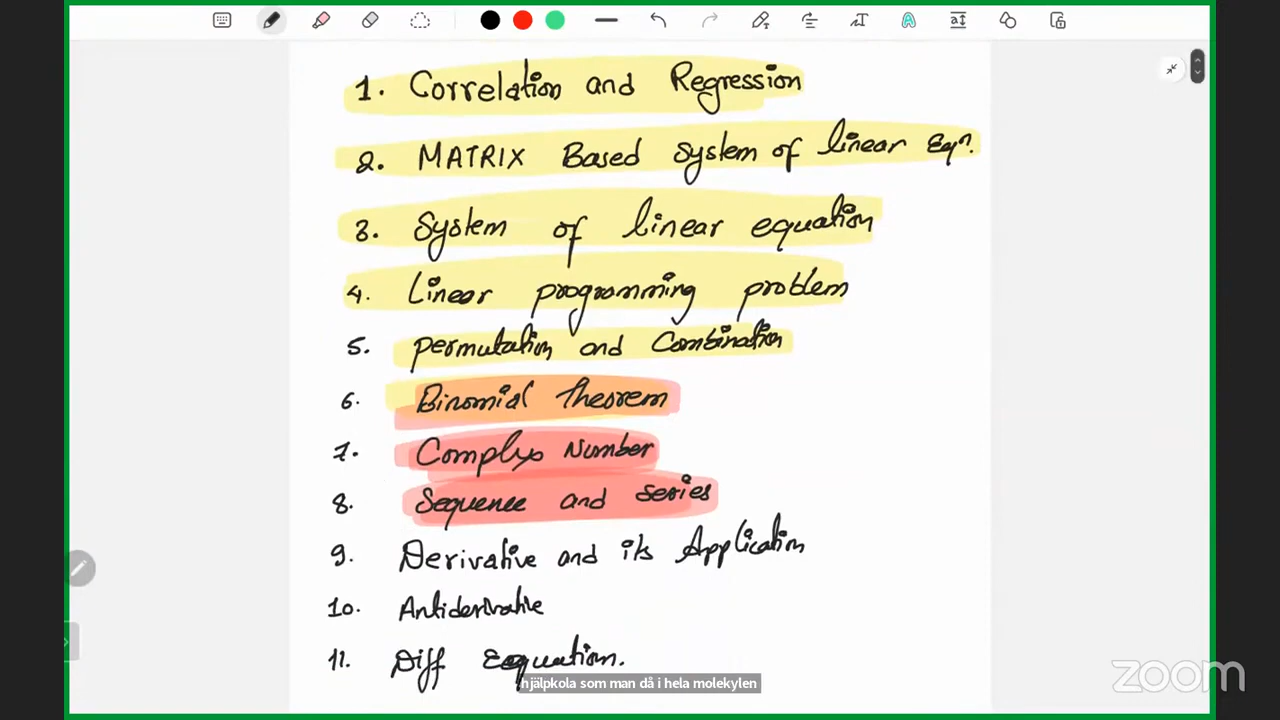 1. Correlation and Regression
2. MATRIX Based System of linear Eqn.
3. System of linear equation
4. Linear programming problem
5. permutation and Combination
6. Binomial Theorem
7. Complex Number
8. Sequence and series
9. Derivative and its Application
10. Antiderivative
11. Diff Equation.
hjälpkola som man då i hela molekylen
zoom